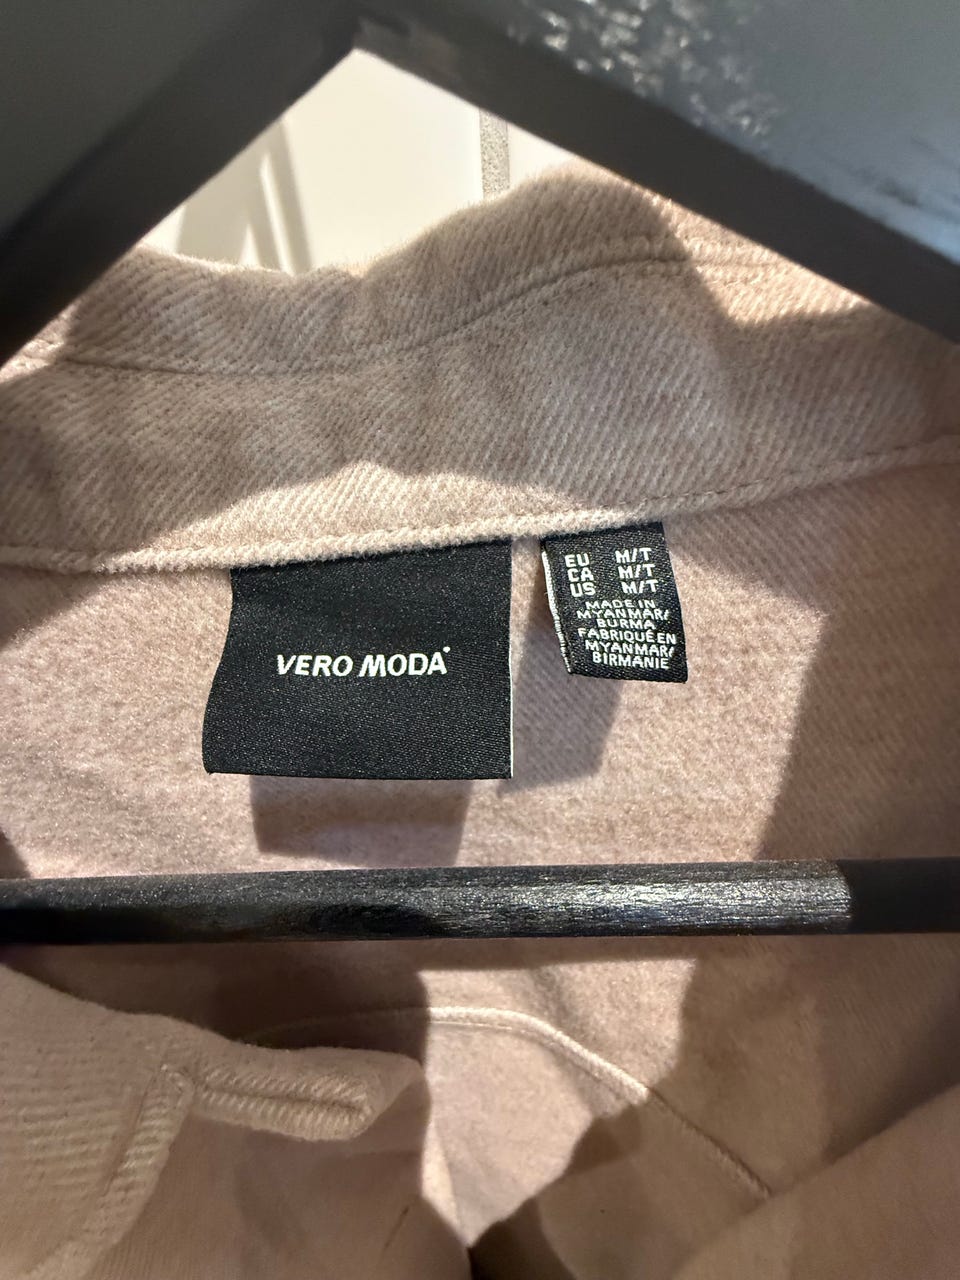 VERO MODA
EU M/T
CA M/T
US M/T
MADE IN
MYANMAR/
BURMA
FABRIQUÉ EN
MYANMAR/
BIRMANIE